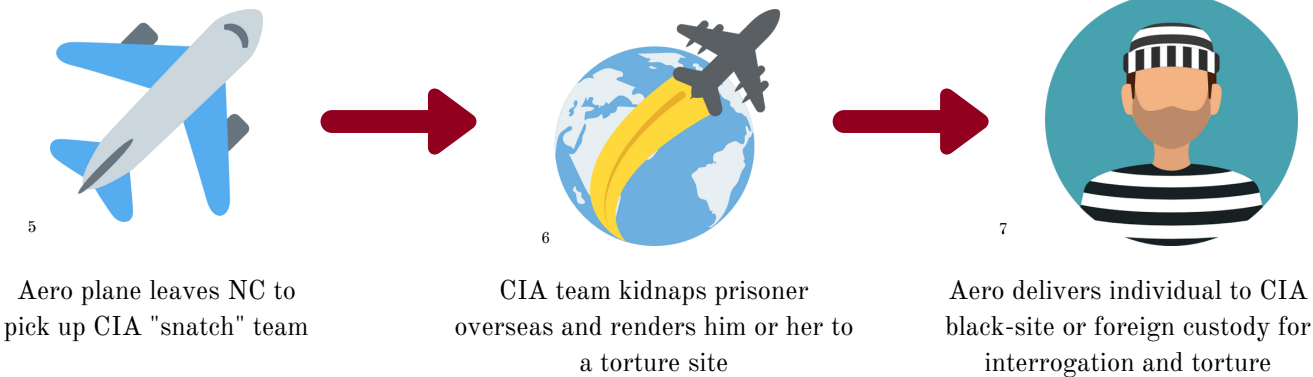 5
Aero plane leaves NC to
pick up CIA "snatch" team
6
CIA team kidnaps prisoner
overseas and renders him or her to
a torture site
7
Aero delivers individual to CIA
black-site or foreign custody for
interrogation and torture